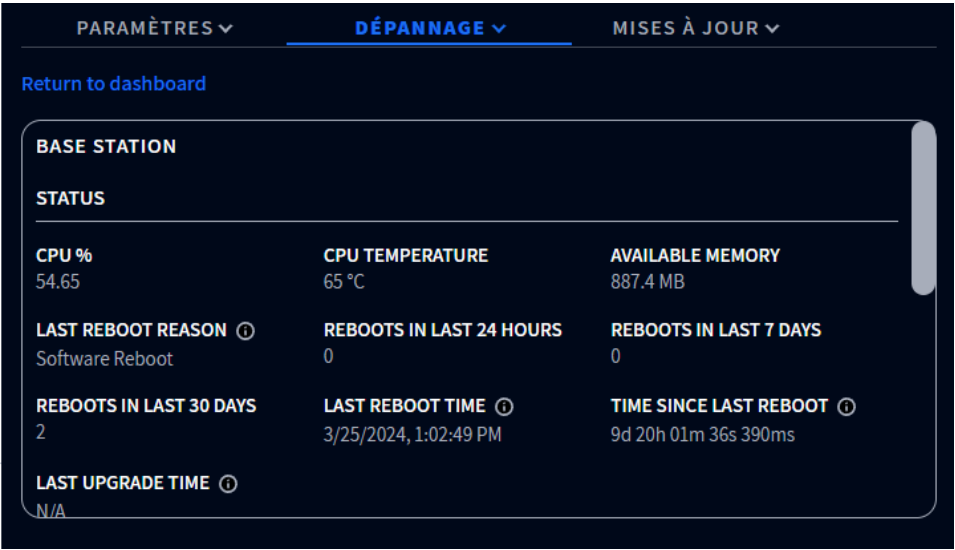 PARAMÈTRES DÉPANNAGE MISES À JOUR
Return to dashboard
BASE STATION
STATUS
CPU % CPU TEMPERATURE AVAILABLE MEMORY
54.65 65 °C 887.4 MB
LAST REBOOT REASON REBOOTS IN LAST 24 HOURS REBOOTS IN LAST 7 DAYS
Software Reboot 0 0
REBOOTS IN LAST 30 DAYS LAST REBOOT TIME TIME SINCE LAST REBOOT
2 3/25/2024, 1:02:49 PM 9d 20h 01m 36s 390ms
LAST UPGRADE TIME
N/A